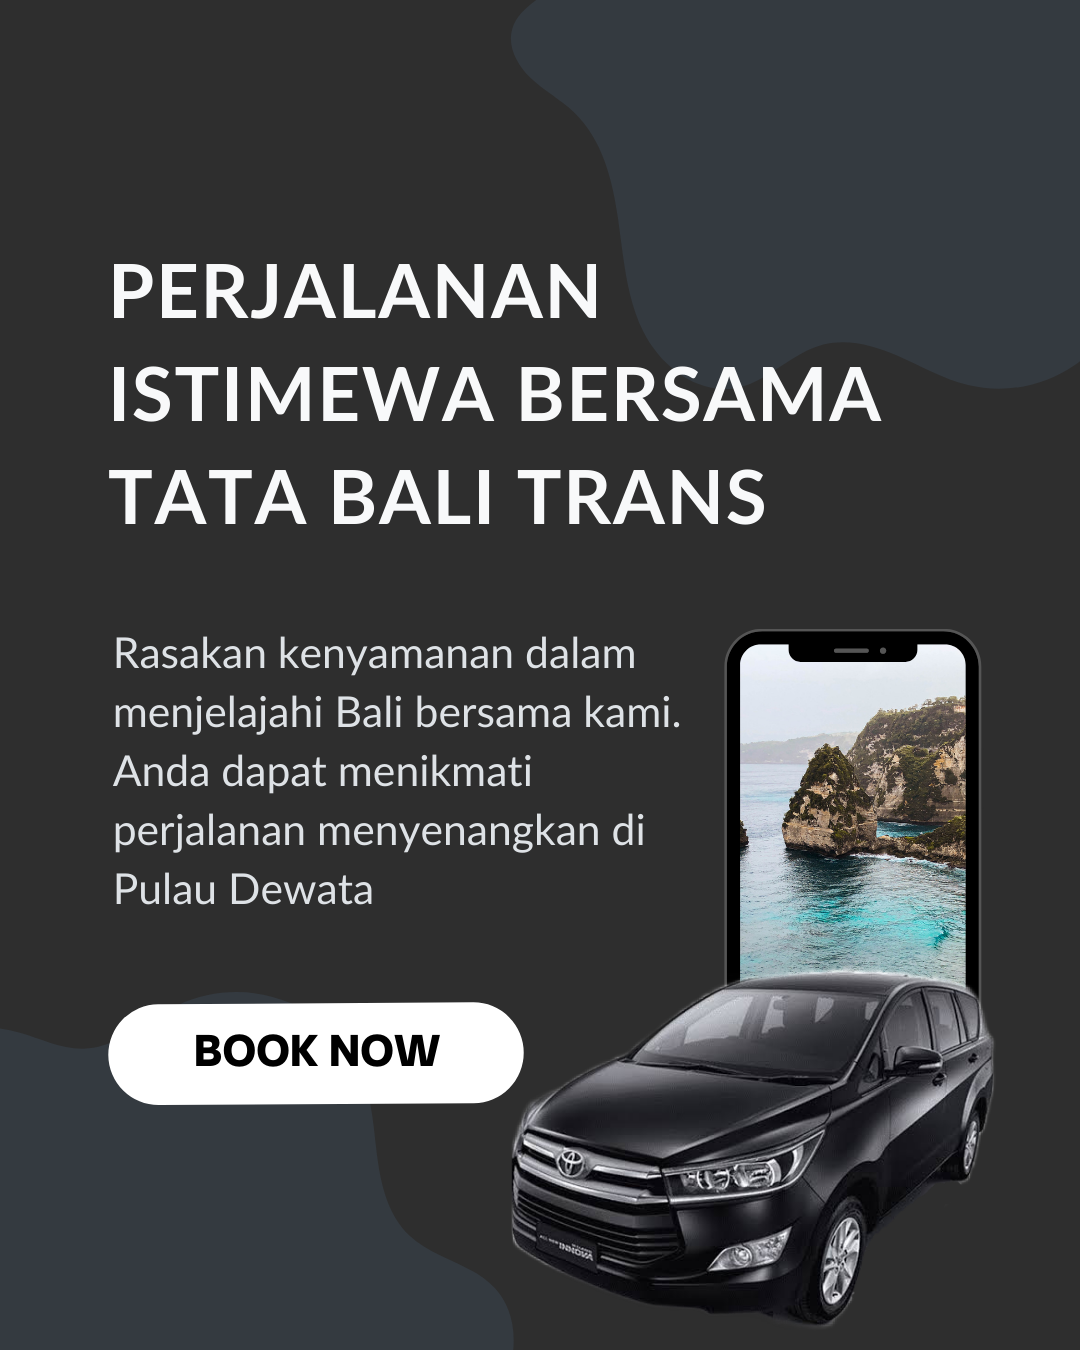 PERJALANAN
ISTIMEWA BERSAMA
TATA BALI TRANS
Rasakan kenyamanan dalam
menjelajahi Bali bersama kami.
Anda dapat menikmati
perjalanan menyenangkan di
Pulau Dewata
BOOK NOW